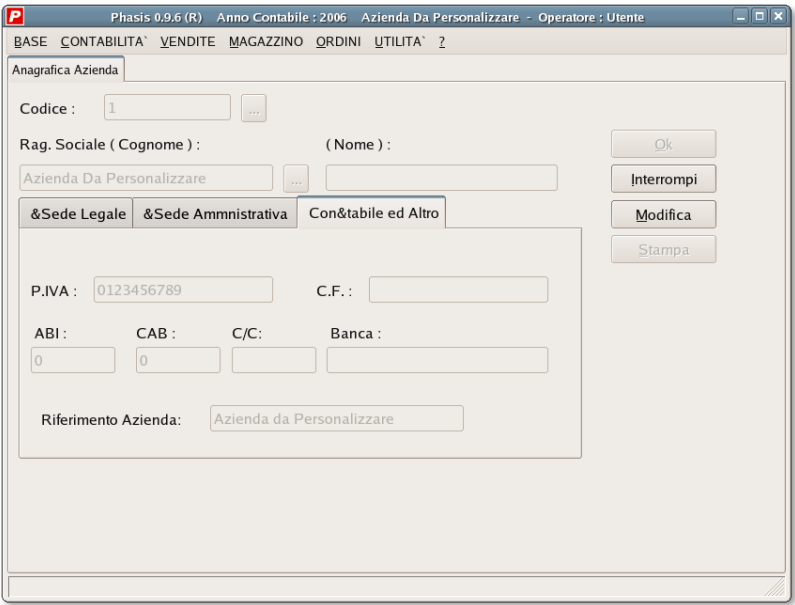 P Phasis 0.9.6 (R) Anno Contabile : 2006 Azienda Da Personalizzare - Operatore : Utente
BASE CONTABILITA` VENDITE MAGAZZINO ORDINI UTILITA` ?
Anagrafica Azienda
Codice : 1 ...
Rag. Sociale ( Cognome ) : ( Nome ) : Ok
Azienda Da Personalizzare ... Interrompi
&Sede Legale &Sede Ammnistrativa Con&tabile ed Altro Modifica
Stampa
P.IVA : 0123456789 C.F. :
ABI : CAB : C/C: Banca :
0 0
Riferimento Azienda: Azienda da Personalizzare